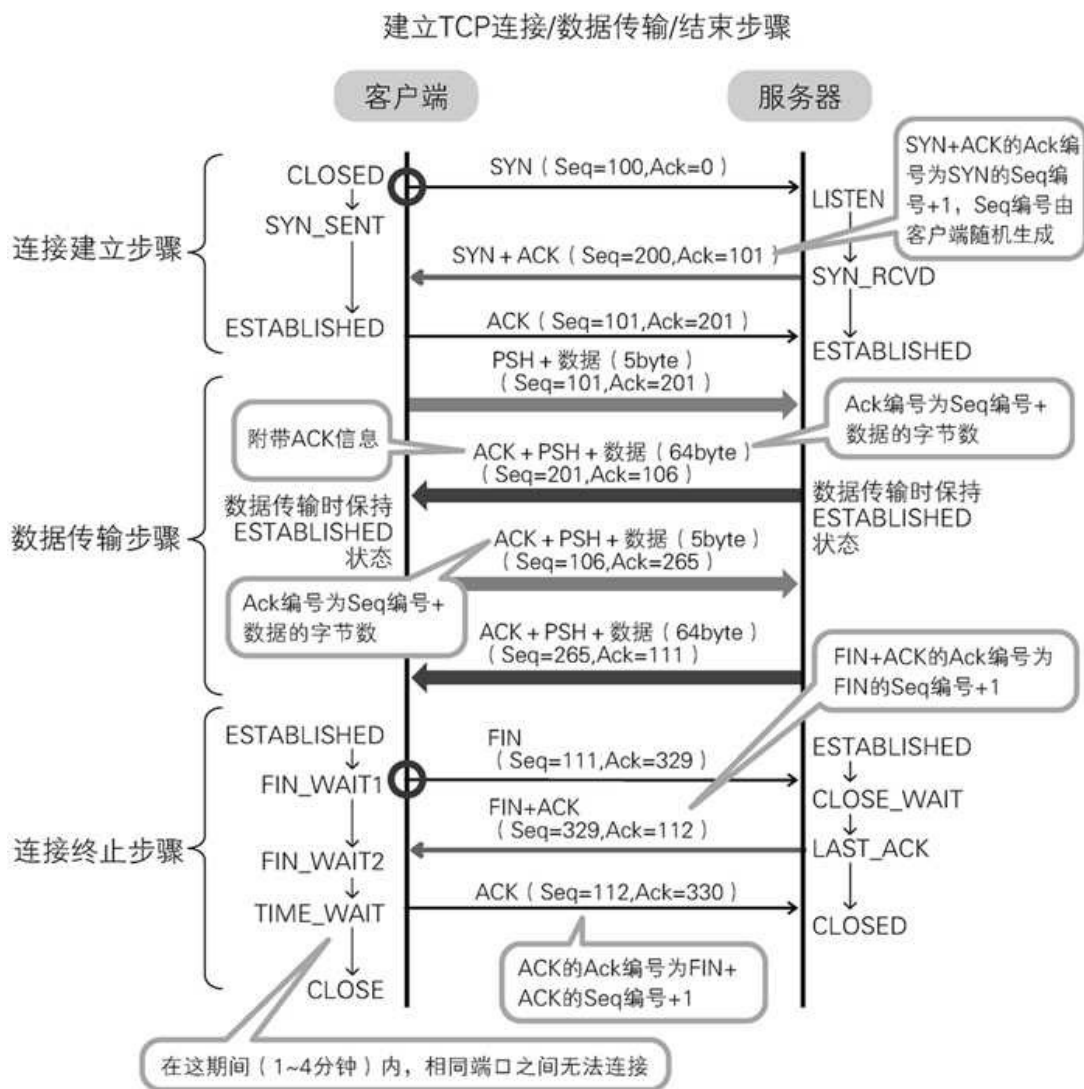 建立TCP连接/数据传输/结束步骤
客户端
服务器
连接建立步骤
CLOSED
SYN_SENT
ESTABLISHED
SYN（Seq=100,Ack=0）
LISTEN
SYN+ACK的Ack编
号为SYN的Seq编
号+1，Seq编号由
客户端随机生成
SYN+ACK（Seq=200,Ack=101）
SYN_RCVD
ACK（Seq=101,Ack=201）
ESTABLISHED
数据传输步骤
PSH+数据（5byte）
（Seq=101,Ack=201）
附带ACK信息
Ack编号为Seq编号+
数据的字节数
ACK+PSH+数据（64byte）
（Seq=201,Ack=106）
数据传输时保持
ESTABLISHED
状态
数据传输时保持
ESTABLISHED
状态
ACK+PSH+数据（5byte）
（Seq=106,Ack=265）
Ack编号为Seq编号+
数据的字节数
ACK+PSH+数据（64byte）
（Seq=265,Ack=111）
FIN+ACK的Ack编号为
FIN的Seq编号+1
连接终止步骤
ESTABLISHED
FIN_WAIT1
FIN_WAIT2
TIME_WAIT
CLOSE
FIN
（Seq=111,Ack=329）
ESTABLISHED
CLOSE_WAIT
FIN+ACK
（Seq=329,Ack=112）
LAST_ACK
ACK（Seq=112,Ack=330）
CLOSED
ACK的Ack编号为FIN+
ACK的Seq编号+1
在这期间（1~4分钟）内，相同端口之间无法连接